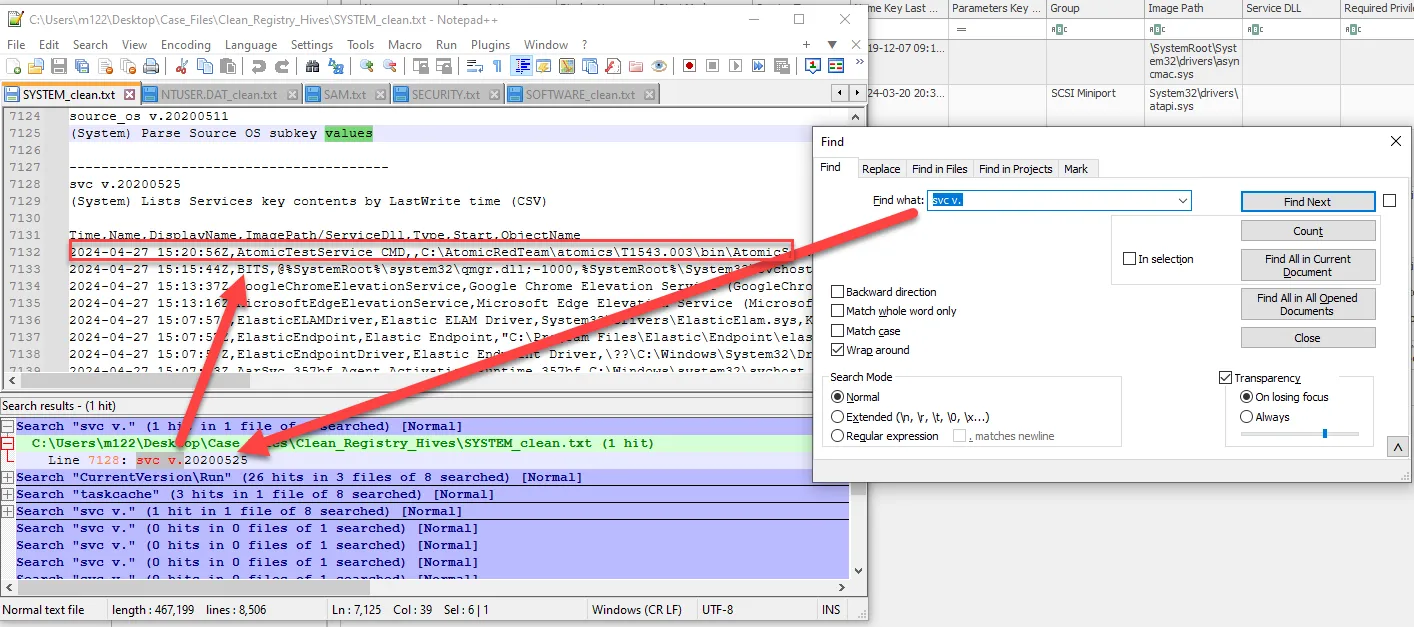 C:\Users\m122\Desktop\Case_Files\Clean_Registry_Hives\SYSTEM_clean.txt - Notepad++
File Edit Search View Encoding Language Settings Tools Macro Run Plugins Window ?
SYSTEM_clean.txt NTUSER.DAT_clean.txt SAM.txt SECURITY.txt SOFTWARE_clean.txt
7124 source_os v.20200511
7125 (System) Parse Source OS subkey values
7126
7127 ----------------------------------------
7128 svc v.20200525
7129 (System) Lists Services key contents by LastWrite time (CSV)
7130
7131 Time,Name,DisplayName,ImagePath/ServiceDll,Type,Start,ObjectName
7132 2024-04-27 15:20:56Z,AtomicTestService_CMD,,C:\AtomicRedTeam\atomics\T1543.003\bin\AtomicS
7133 2024-04-27 15:15:44Z,BITS,@%SystemRoot%\system32\qmgr.dll;-1000,%SystemRoot%\System32\svchost
7134 2024-04-27 15:13:37Z,GoogleChromeElevationService,Google Chrome Elevation Service (GoogleChro
7135 2024-04-27 15:13:16Z,MicrosoftEdgeElevationService,Microsoft Edge Elevation Service (Microsof
7136 2024-04-27 15:07:57Z,ElasticELAMDriver,Elastic ELAM Driver,System32\drivers\ElasticElam.sys,K
7137 2024-04-27 15:07:57Z,ElasticEndpoint,Elastic Endpoint,"C:\Program Files\Elastic\Endpoint\elas
7138 2024-04-27 15:07:57Z,ElasticEndpointDriver,Elastic Endpoint Driver,\??\C:\Windows\System32\Dr
7139
Search results - (1 hit)
Search "svc v." (1 hit in 1 file of 8 searched) [Normal]
C:\Users\m122\Desktop\Case_Files\Clean_Registry_Hives\SYSTEM_clean.txt (1 hit)
Line 7128: svc v.20200525
Search "CurrentVersion\Run" (26 hits in 3 files of 8 searched) [Normal]
Search "taskcache" (3 hits in 1 file of 8 searched) [Normal]
Search "svc v." (1 hit in 1 file of 8 searched) [Normal]
Search "svc v." (0 hits in 0 files of 1 searched) [Normal]
Search "svc v." (0 hits in 0 files of 1 searched) [Normal]
Search "svc v." (0 hits in 0 files of 1 searched) [Normal]
Search "svc v." (0 hits in 0 files of 1 searched) [Normal]
Normal text file length : 467,199 lines : 8,506 Ln : 7,125 Col : 39 Sel : 6 | 1 Windows (CR LF) UTF-8 INS
Name Key Last ... Parameters Key ... Group Image Path Service DLL Required Privile
19-12-07 09:1... \SystemRoot\Syst
em32\drivers\asyn
cmac.sys
24-03-20 20:3... SCSI Miniport System32\drivers\
atapi.sys
Find
Find Replace Find in Files Find in Projects Mark
Find what: svc v. Find Next
Count
In selection Find All in Current
Document
Backward direction Find All in All Opened
Documents
Match whole word only
Match case Close
Wrap around
Search Mode Transparency
Normal On losing focus
Extended (\n, \r, \t, \0, \x...) Always
Regular expression . matches newline